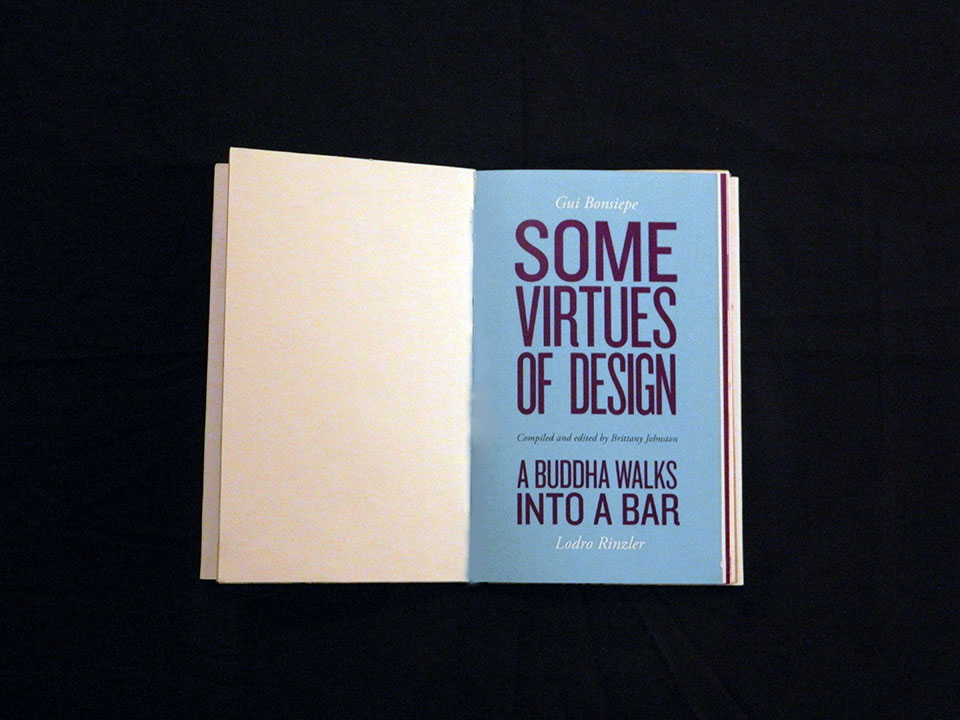 Gui Bonsiepe
SOME
VIRTUES
OF DESIGN
Compiled and edited by Brittany Johnston
A BUDDHA WALKS
INTO A BAR
Lodro Rinzler